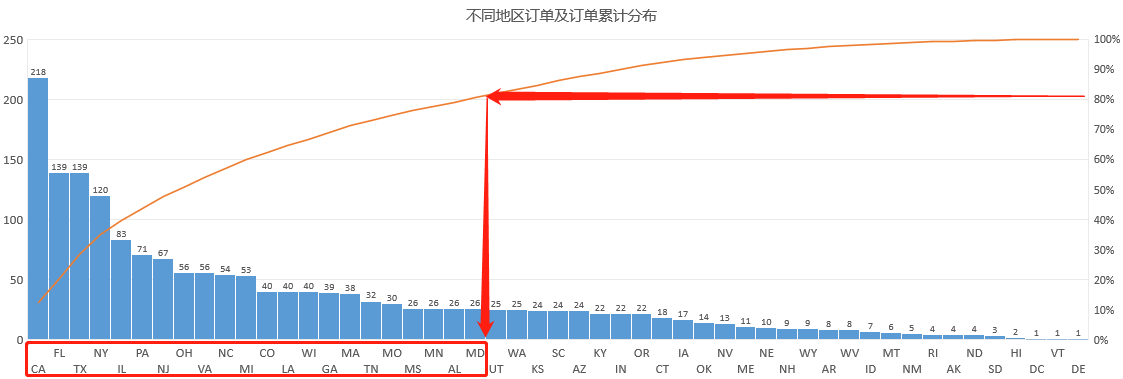 不同地区订单及订单累计分布
250 100%
218 90%
200 80%
139 139 70%
150 60%
120 50%
100 40%
83 71 67 56 56 54 53 40 40 40 39 38 32 30 26 26 26 26 25 25 24 24 24 22 22 22 18 17 14 13 11 10 9 9 8 8 7 6 5 4 4 4 3 2 1 1 1
30%
50 20%
10%
0 0%
FL NY PA OH NC CO WI MA MO MN MD WA SC KY OR IA NV NE WY WV MT RI ND HI VT
CA TX IL NJ VA MI LA GA TN MS AL UT KS AZ IN CT OK ME NH AR ID NM AK SD DC DE